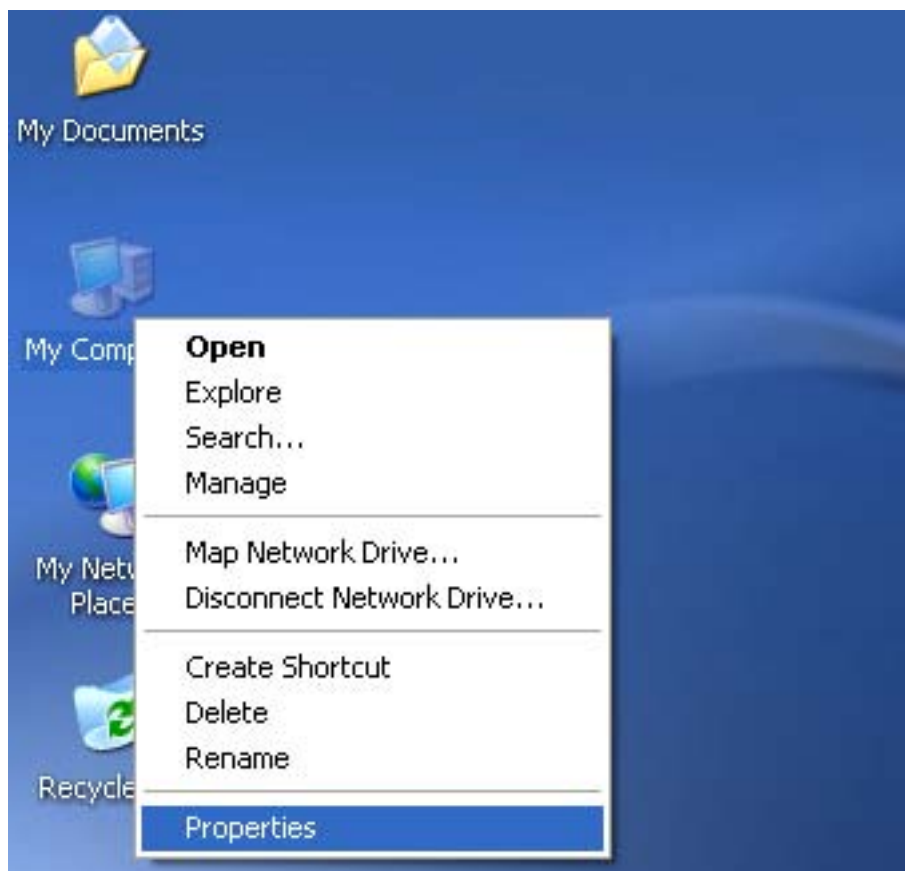 My Documents
My Comp
My Netw
Place
Recycle
Open
Explore
Search...
Manage
Map Network Drive...
Disconnect Network Drive...
Create Shortcut
Delete
Rename
Properties